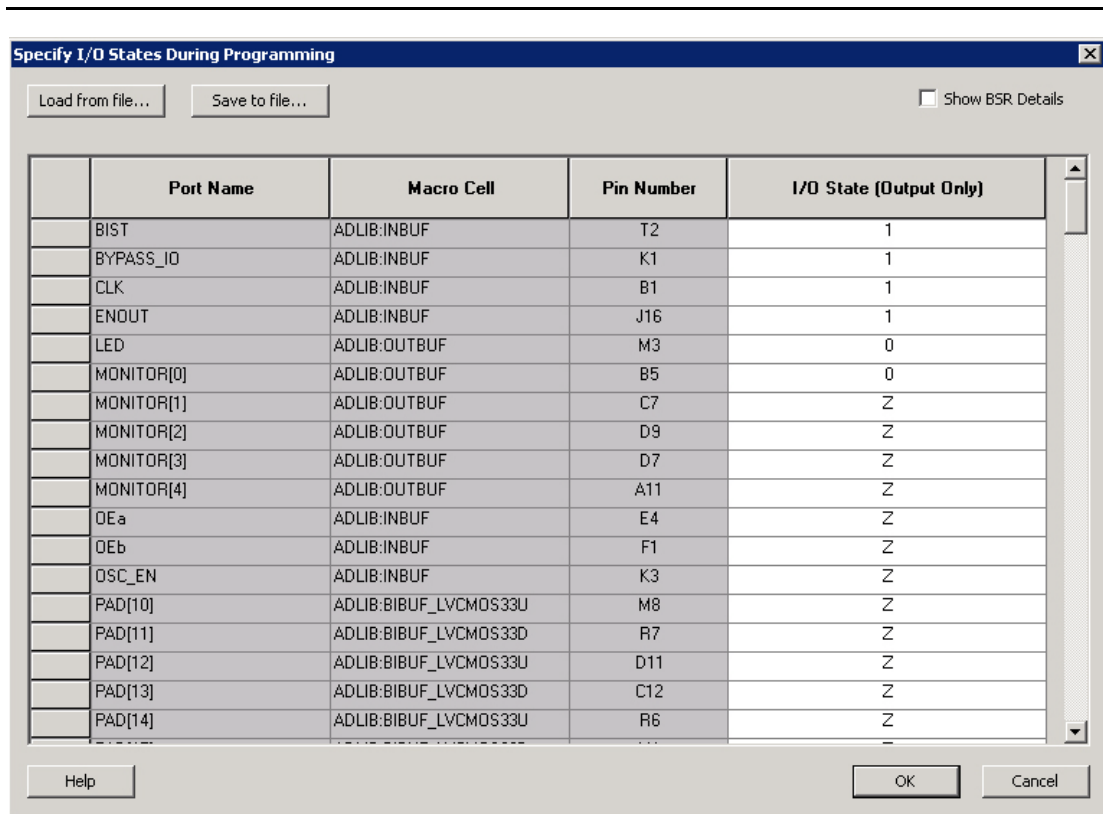 Specify I/O States During Programming
Load from file... Save to file... Show BSR Details
Port Name Macro Cell Pin Number I/O State (Output Only)
BIST ADLIB:INBUF T2 1
BYPASS_IO ADLIB:INBUF K1 1
CLK ADLIB:INBUF B1 1
ENOUT ADLIB:INBUF J16 1
LED ADLIB:OUTBUF M3 0
MONITOR[0] ADLIB:OUTBUF B5 0
MONITOR[1] ADLIB:OUTBUF C7 Z
MONITOR[2] ADLIB:OUTBUF D9 Z
MONITOR[3] ADLIB:OUTBUF D7 Z
MONITOR[4] ADLIB:OUTBUF A11 Z
OEa ADLIB:INBUF E4 Z
OEb ADLIB:INBUF F1 Z
OSC_EN ADLIB:INBUF K3 Z
PAD[10] ADLIB:BIBUF_LVCMOS33U M8 Z
PAD[11] ADLIB:BIBUF_LVCMOS33D R7 Z
PAD[12] ADLIB:BIBUF_LVCMOS33U D11 Z
PAD[13] ADLIB:BIBUF_LVCMOS33D C12 Z
PAD[14] ADLIB:BIBUF_LVCMOS33U R6 Z
Help OK Cancel